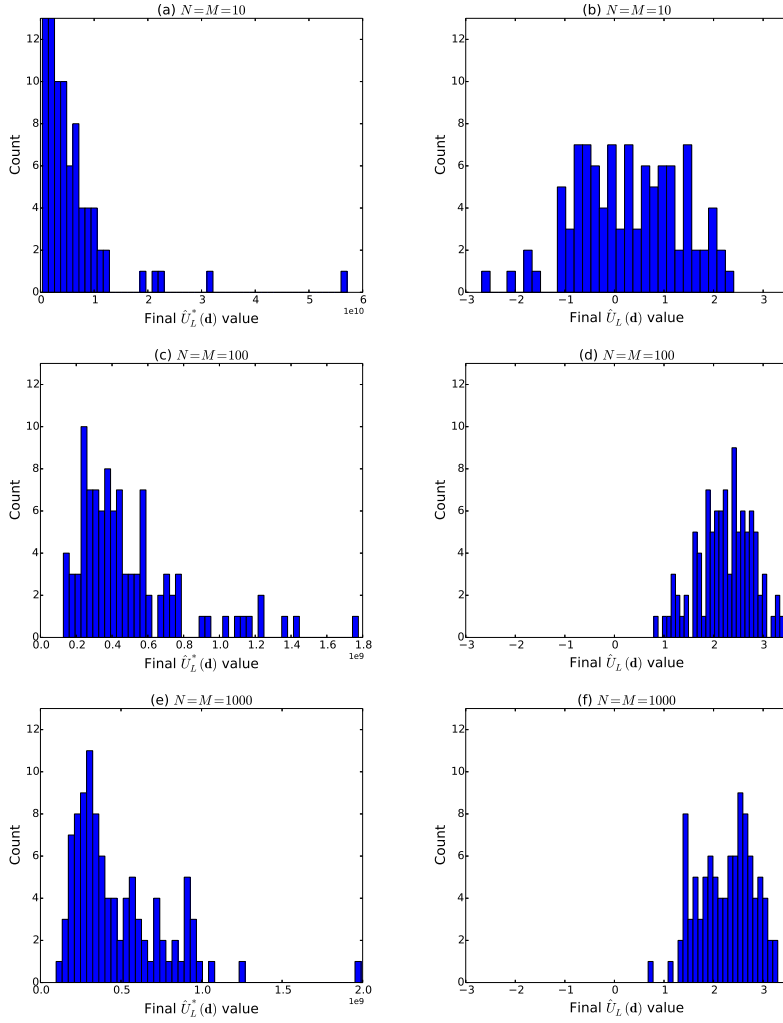 (a) N=M=10
12
10
8
6
4
2
0
Count
0 1 2 3 4 5 6
1e10
Final Û*_L(d) value
(b) N=M=10
12
10
8
6
4
2
0
Count
−3 −2 −1 0 1 2 3
Final Û_L(d) value
(c) N=M=100
12
10
8
6
4
2
0
Count
0.0 0.2 0.4 0.6 0.8 1.0 1.2 1.4 1.6 1.8
1e9
Final Û*_L(d) value
(d) N=M=100
12
10
8
6
4
2
0
Count
−3 −2 −1 0 1 2 3
Final Û_L(d) value
(e) N=M=1000
12
10
8
6
4
2
0
Count
0.0 0.5 1.0 1.5 2.0
1e9
Final Û*_L(d) value
(f) N=M=1000
12
10
8
6
4
2
0
Count
−3 −2 −1 0 1 2 3
Final Û_L(d) value